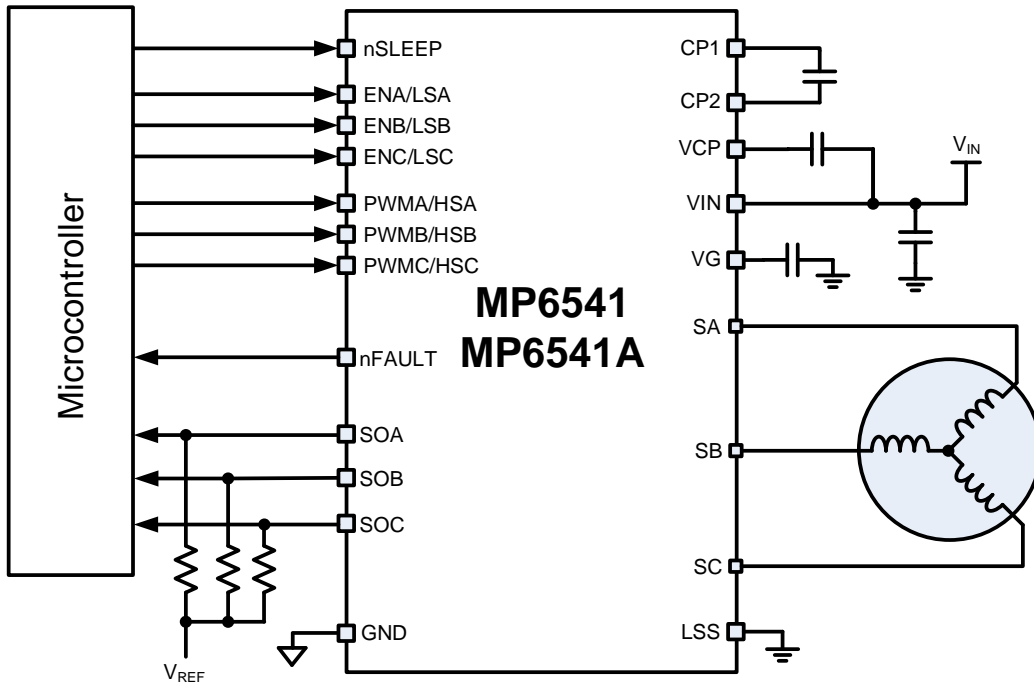 Microcontroller
nSLEEP
ENA/LSA
ENB/LSB
ENC/LSC
PWMA/HSA
PWMB/HSB
PWMC/HSC
nFAULT
SOA
SOB
SOC
GND
VREF
MP6541
MP6541A
CP1
CP2
VCP
VIN
VG
SA
SB
SC
LSS
VIN